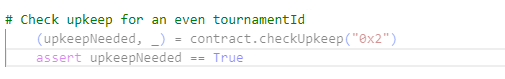 # Check upkeep for an even tournamentId
(upkeepNeeded, _) = contract.checkUpkeep("0x2")
assert upkeepNeeded == True